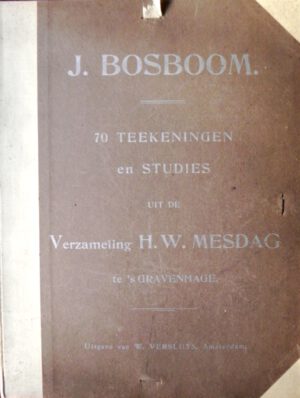 J. BOSBOOM.
70 TEEKENINGEN
en STUDIES
UIT DE
Verzameling H. W. MESDAG
te 's GRAVENHAGE.
Uitgave van W. VERSLUYS, Amsterdam.